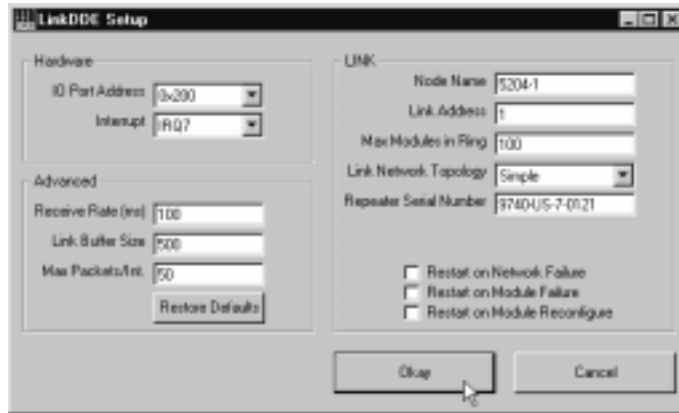 LinkDDE Setup
Hardware
IO Port Address 0x200
Interrupt IRQ7
Advanced
Receive Rate (ms) 100
Link Buffer Size 500
Max Packets/Int. 50
Restore Defaults
LINK
Node Name 5204-1
Link Address 1
Max Modules in Ring 100
Link Network Topology Simple
Repeater Serial Number 9740-US-7-0121
Restart on Network Failure
Restart on Module Failure
Restart on Module Reconfigure
Okay
Cancel